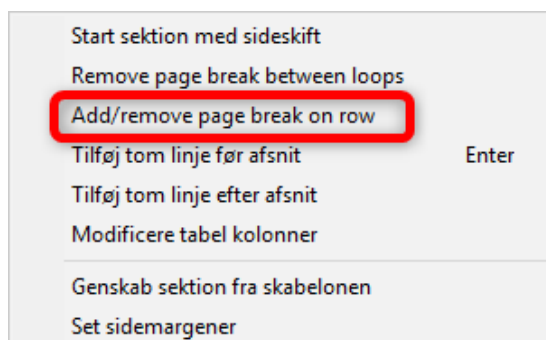 Start sektion med sideskift
Remove page break between loops
Add/remove page break on row
Tilføj tom linje før afsnit Enter
Tilføj tom linje efter afsnit
Modificere tabel kolonner
Genskab sektion fra skabelonen
Set sidemargener